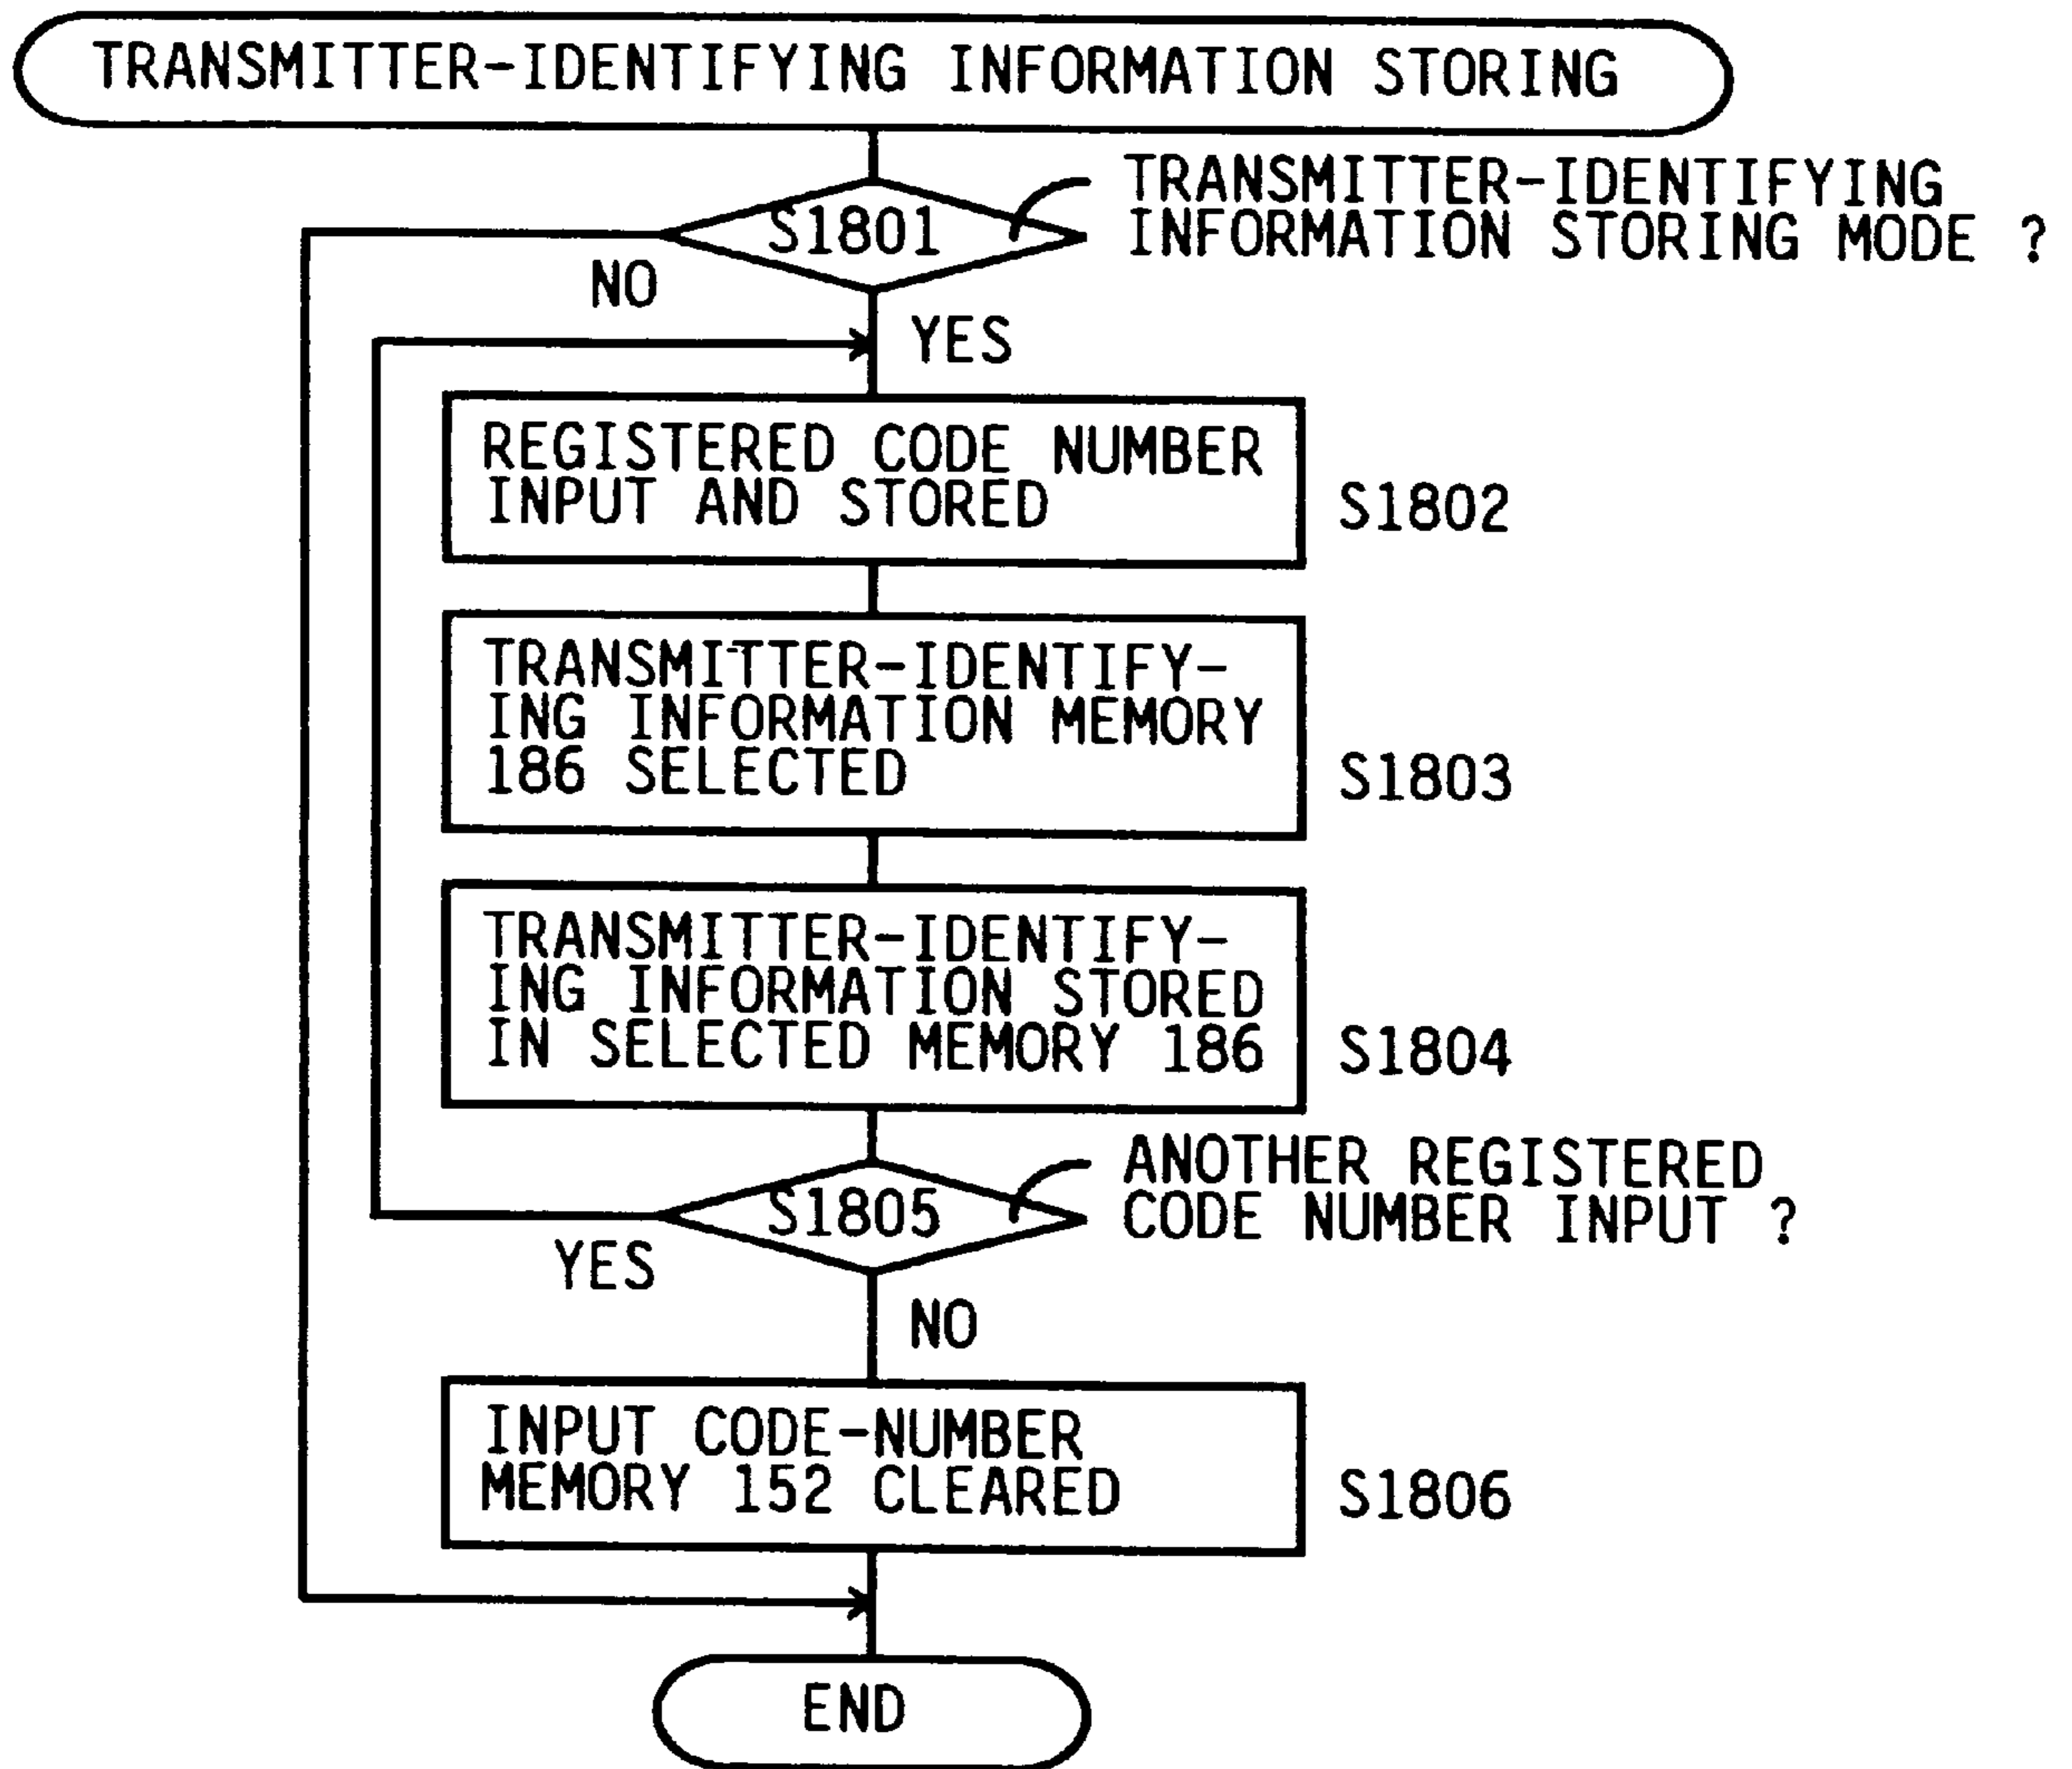 TRANSMITTER-IDENTIFYING INFORMATION STORING
TRANSMITTER-IDENTIFYING
INFORMATION STORING MODE ?
S1801
NO
YES
REGISTERED CODE NUMBER
INPUT AND STORED
S1802
TRANSMITTER-IDENTIFY-
ING INFORMATION MEMORY
186 SELECTED
S1803
TRANSMITTER-IDENTIFY-
ING INFORMATION STORED
IN SELECTED MEMORY 186
S1804
ANOTHER REGISTERED
CODE NUMBER INPUT ?
S1805
YES
NO
INPUT CODE-NUMBER
MEMORY 152 CLEARED
S1806
END